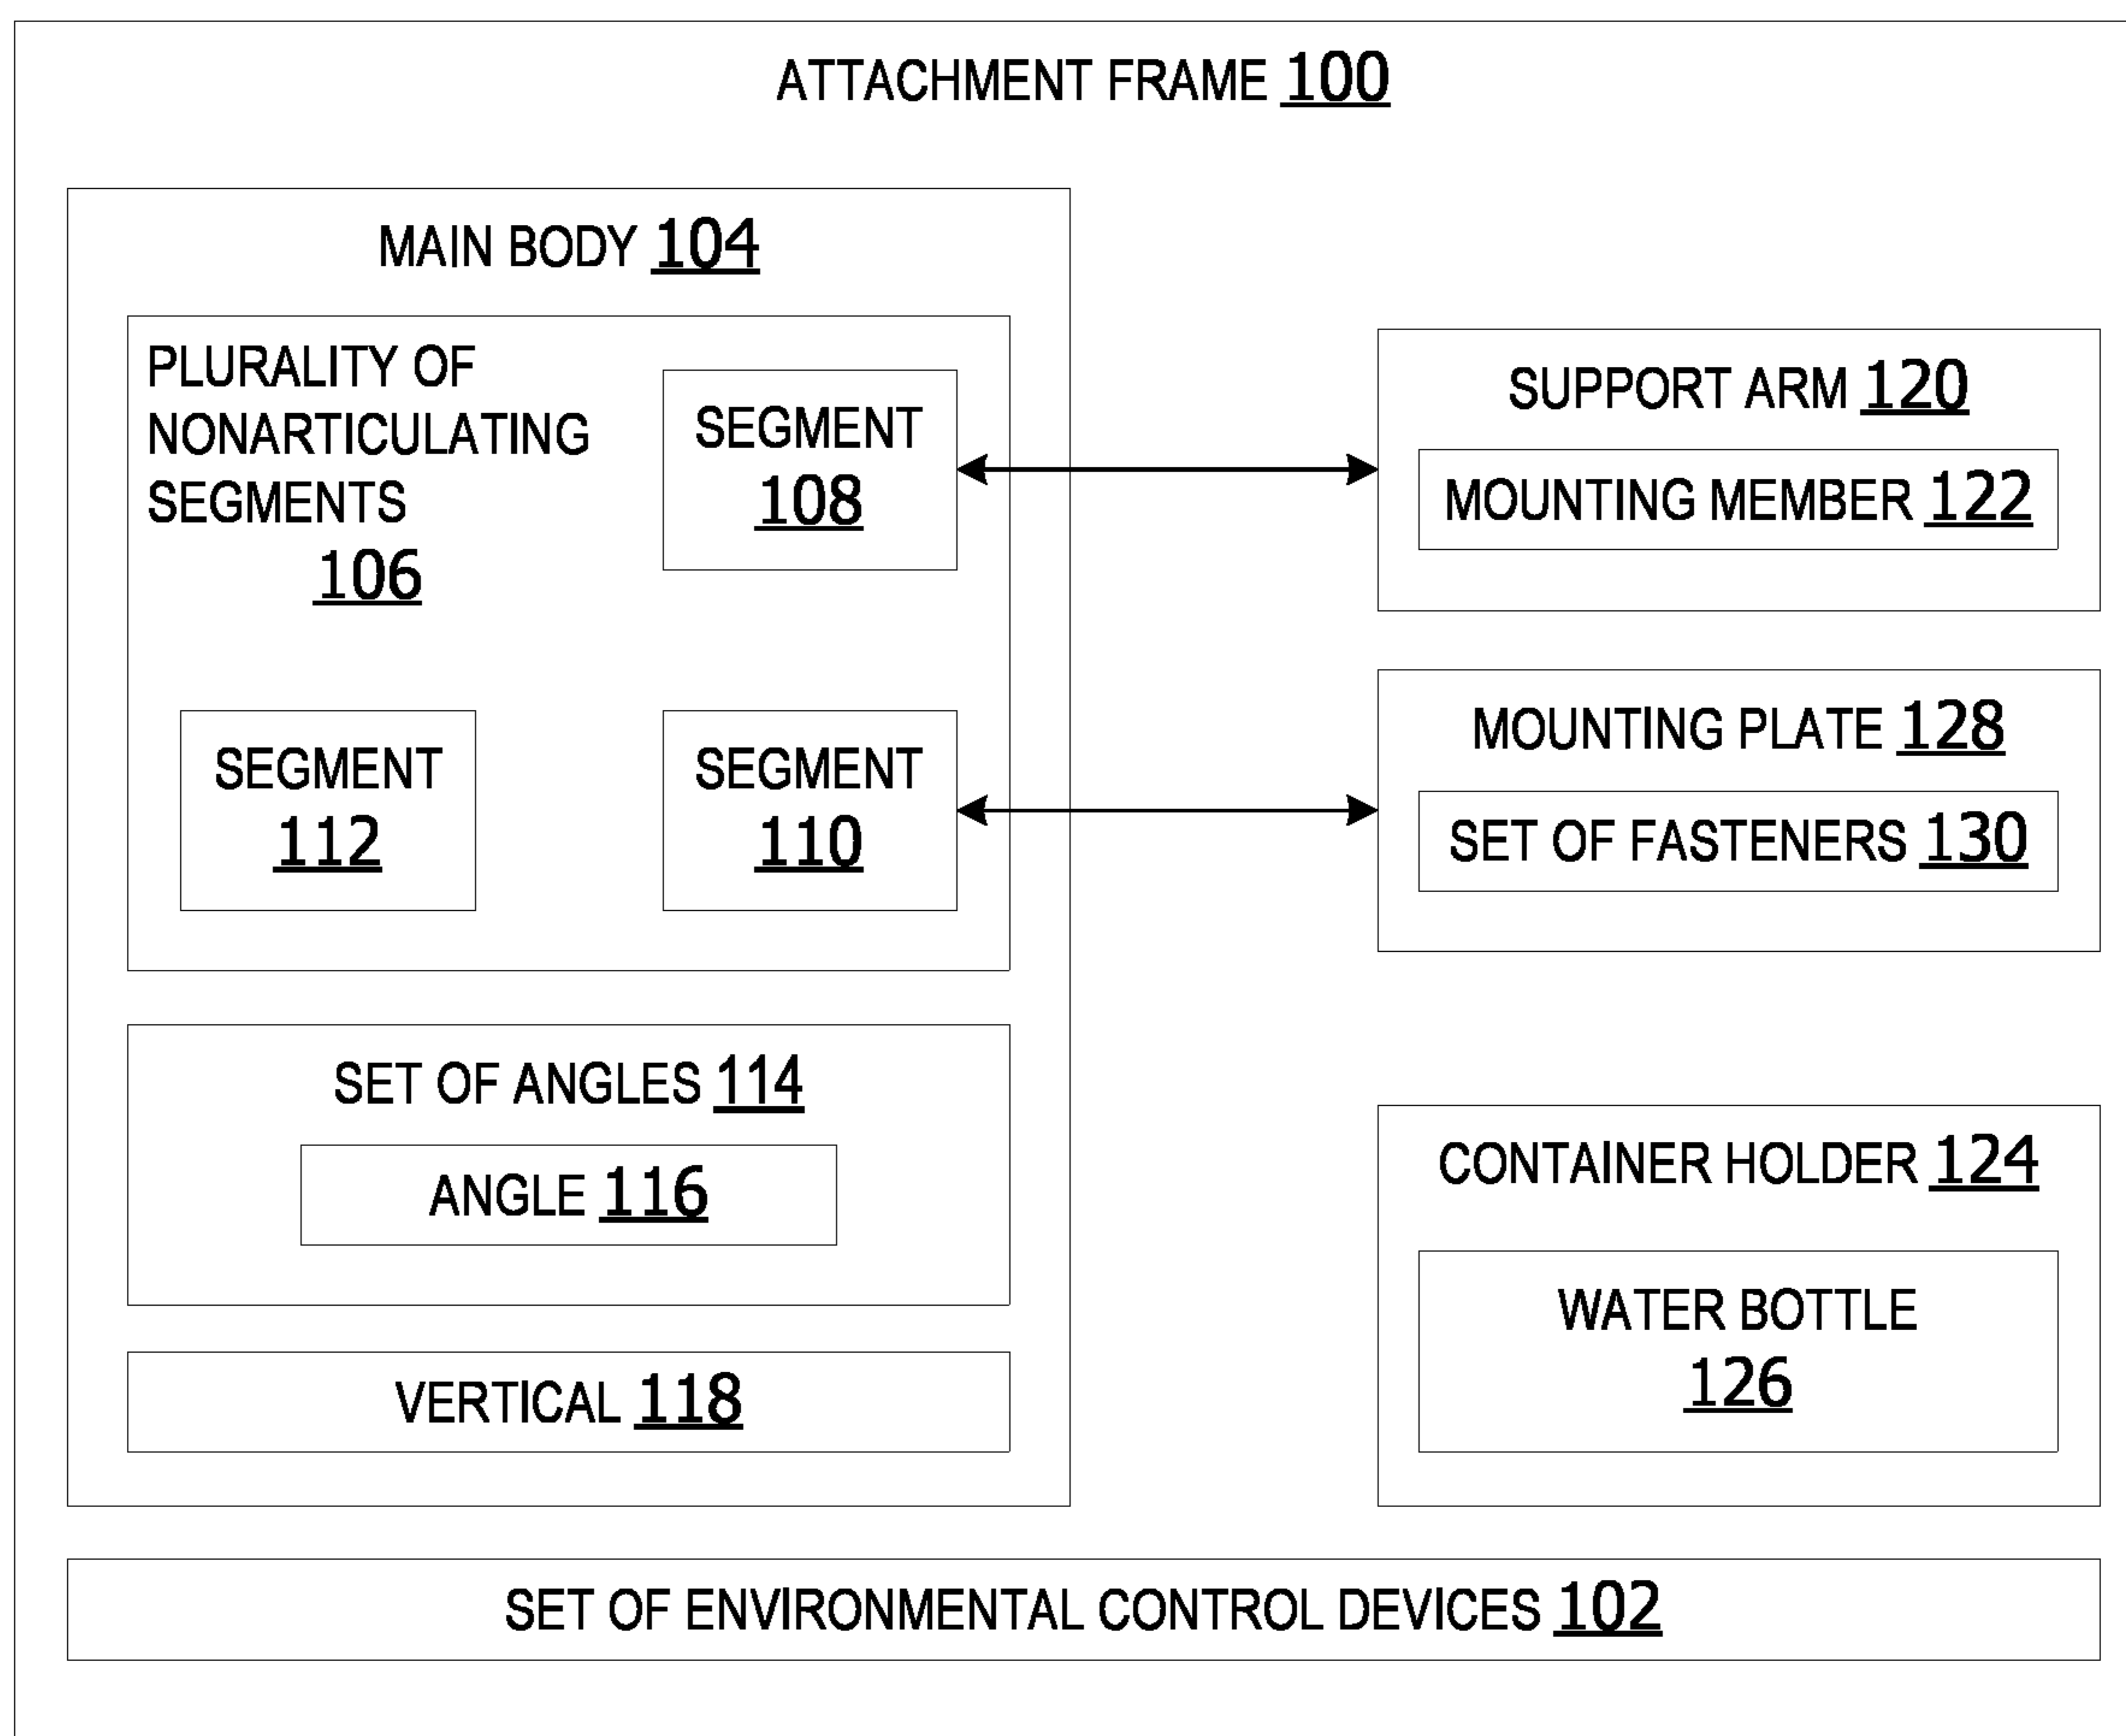 ATTACHMENT FRAME 100
MAIN BODY 104
PLURALITY OF
NONARTICULATING
SEGMENTS
106
SEGMENT
108
SEGMENT
112
SEGMENT
110
SET OF ANGLES 114
ANGLE 116
VERTICAL 118
SUPPORT ARM 120
MOUNTING MEMBER 122
MOUNTING PLATE 128
SET OF FASTENERS 130
CONTAINER HOLDER 124
WATER BOTTLE
126
SET OF ENVIRONMENTAL CONTROL DEVICES 102